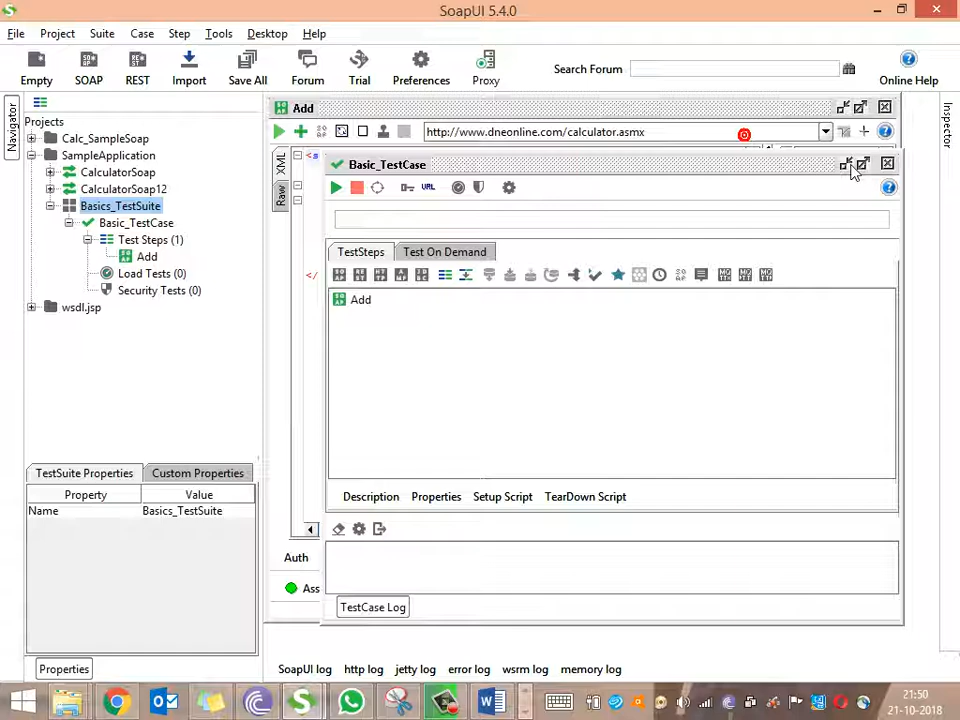 SoapUI 5.4.0
File Project Suite Case Step Tools Desktop Help
Empty SOAP REST Import Save All Forum Trial Preferences Proxy Search Forum Online Help
Navigator
Projects
Calc_SampleSoap
SampleApplication
CalculatorSoap
CalculatorSoap12
Basics_TestSuite
Basic_TestCase
Test Steps (1)
Add
Load Tests (0)
Security Tests (0)
wsdl.jsp
TestSuite Properties Custom Properties
Property Value
Name Basics_TestSuite
Properties
Add
http://www.dneonline.com/calculator.asmx
XML
Raw
<s
</
Auth
Ass
Basic_TestCase
URL
TestSteps Test On Demand
Add
Description Properties Setup Script TearDown Script
TestCase Log
SoapUI log http log jetty log error log wsrm log memory log
Inspector
21:50
21-10-2018